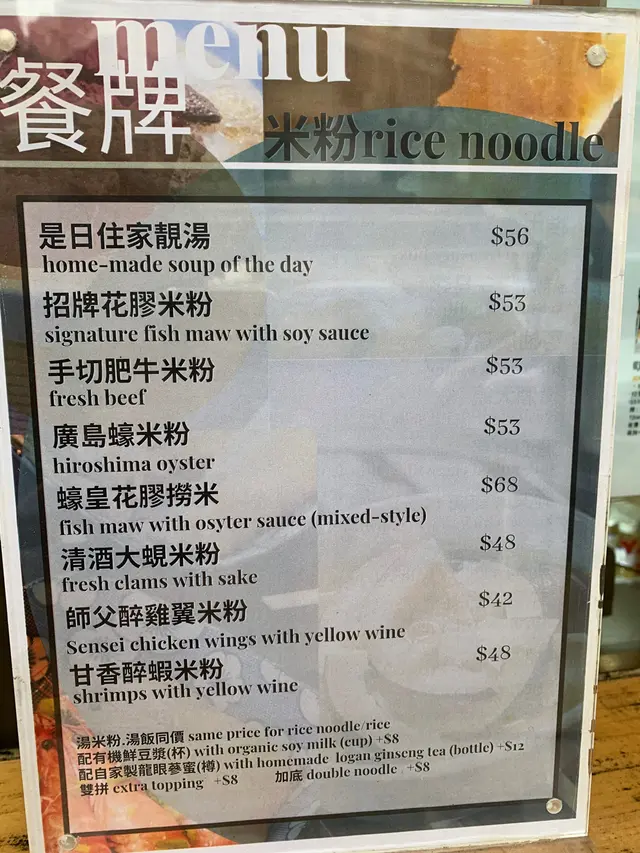 menu
餐牌
米粉rice noodle
是日住家靚湯 $56
home-made soup of the day
招牌花膠米粉 $53
signature fish maw with soy sauce
手切肥牛米粉 $53
fresh beef
廣島蠔米粉 $53
hiroshima oyster
蠔皇花膠撈米 $68
fish maw with osyter sauce (mixed-style)
清酒大蜆米粉 $48
fresh clams with sake
師父醉雞翼米粉 $42
Sensei chicken wings with yellow wine
甘香醉蝦米粉 $48
shrimps with yellow wine
湯米粉.湯飯同價 same price for rice noodle/rice
配有機鮮豆漿(杯) with organic soy milk (cup) +$8
配自家製龍眼蔘蜜(樽) with homemade logan ginseng tea (bottle) +$12
雙拼 extra topping +$8 加底 double noodle +$8